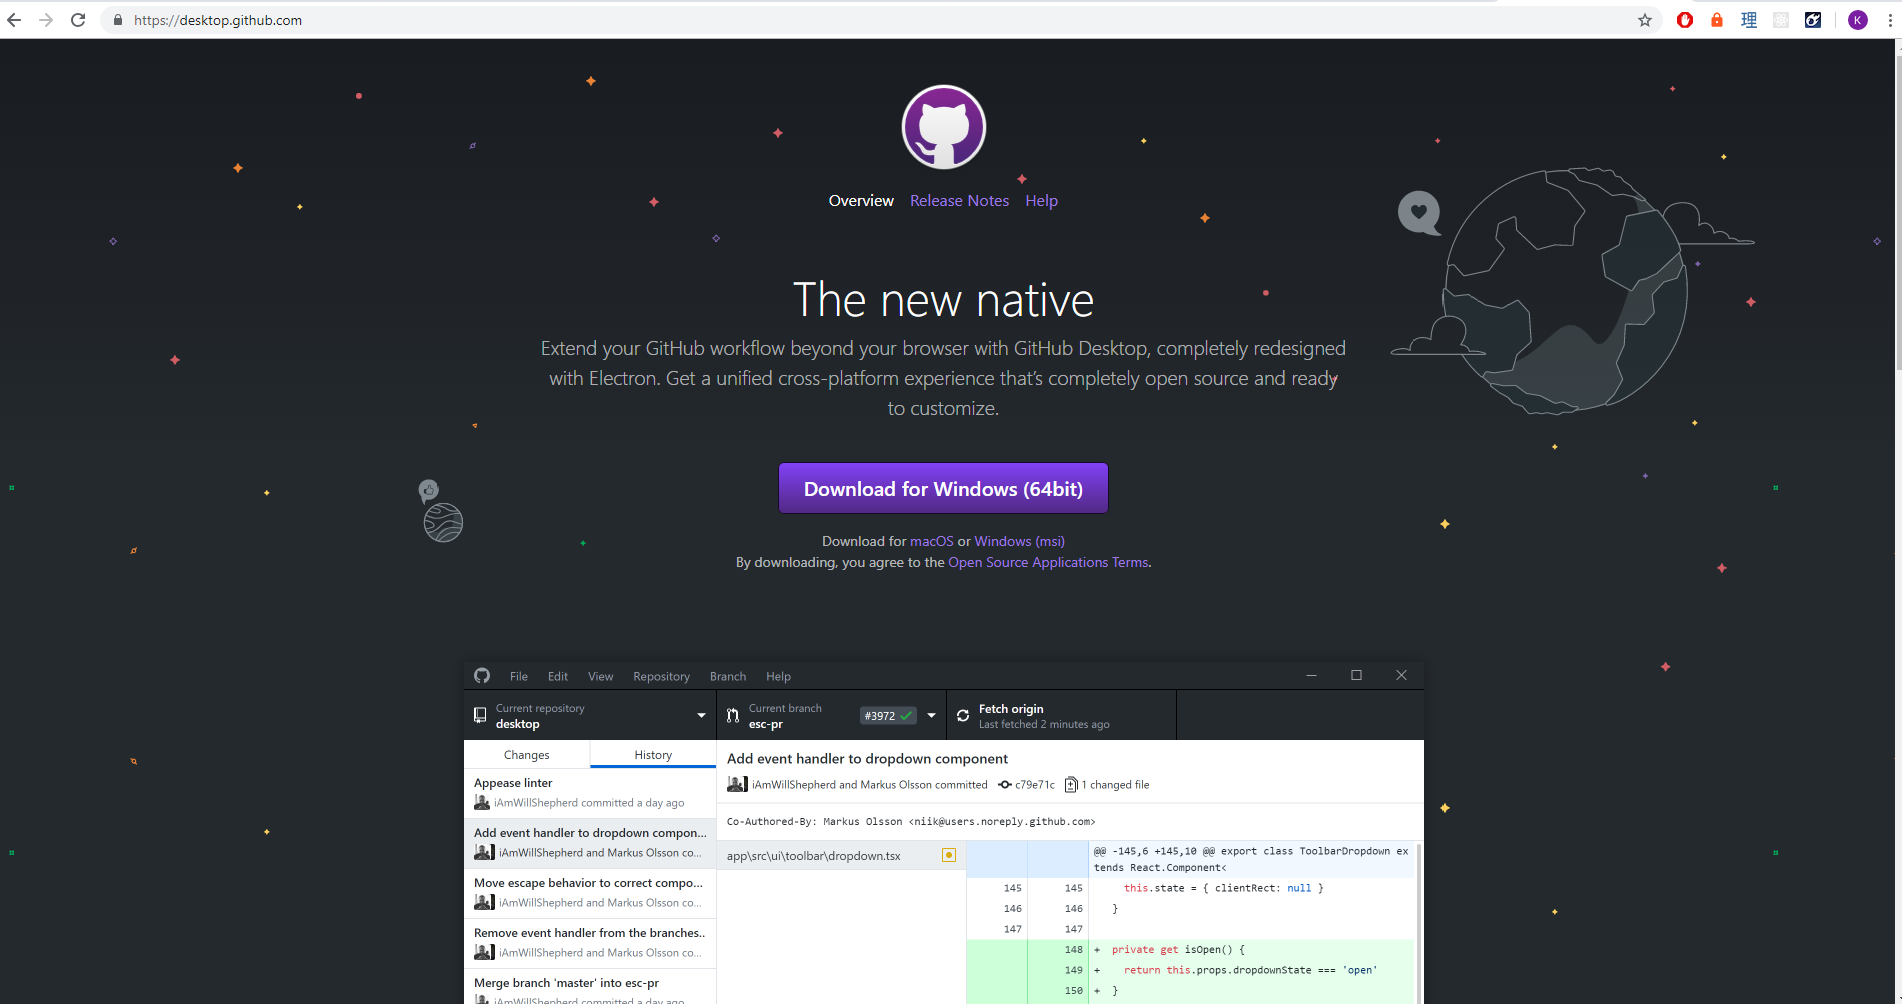 https://desktop.github.com
理
K
Overview Release Notes Help
The new native
Extend your GitHub workflow beyond your browser with GitHub Desktop, completely redesigned
with Electron. Get a unified cross-platform experience that's completely open source and ready
to customize.
Download for Windows (64bit)
Download for macOS or Windows (msi)
By downloading, you agree to the Open Source Applications Terms.
File Edit View Repository Branch Help
Current repository
desktop
Current branch
esc-pr
#3972
Fetch origin
Last fetched 2 minutes ago
Changes History
Appease linter
iAmWillShepherd committed a day ago
Add event handler to dropdown compon...
iAmWillShepherd and Markus Olsson co...
Move escape behavior to correct compo...
iAmWillShepherd and Markus Olsson co...
Remove event handler from the branches..
iAmWillShepherd and Markus Olsson co...
Merge branch 'master' into esc-pr
iAmWillShepherd committed a day ago
Add event handler to dropdown component
iAmWillShepherd and Markus Olsson committed c79e71c 1 changed file
Co-Authored-By: Markus Olsson <niik@users.noreply.github.com>
app\src\ui\toolbar\dropdown.tsx
@@ -145,6 +145,10 @@ export class ToolbarDropdown ex
tends React.Component<
145 145 this.state = { clientRect: null }
146 146 }
147 147
148 + private get isOpen() {
149 + return this.props.dropdownState === 'open'
150 + }